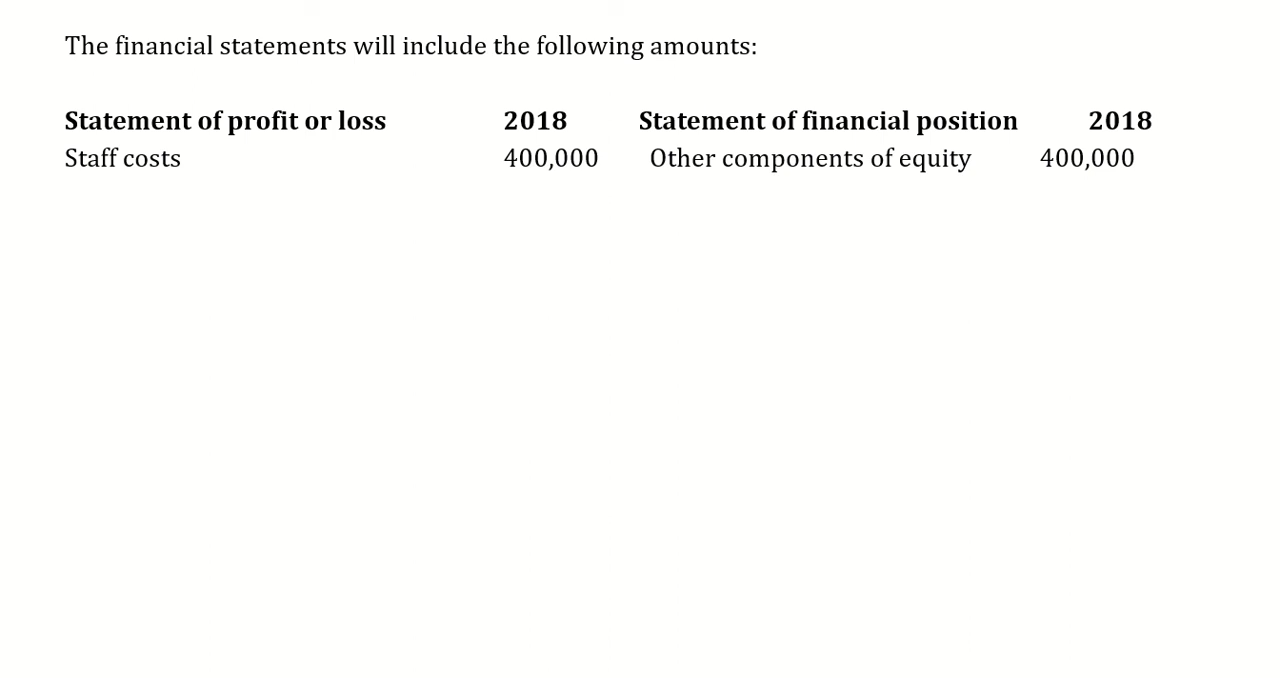 The financial statements will include the following amounts:
Statement of profit or loss 2018 Statement of financial position 2018
Staff costs 400,000 Other components of equity 400,000